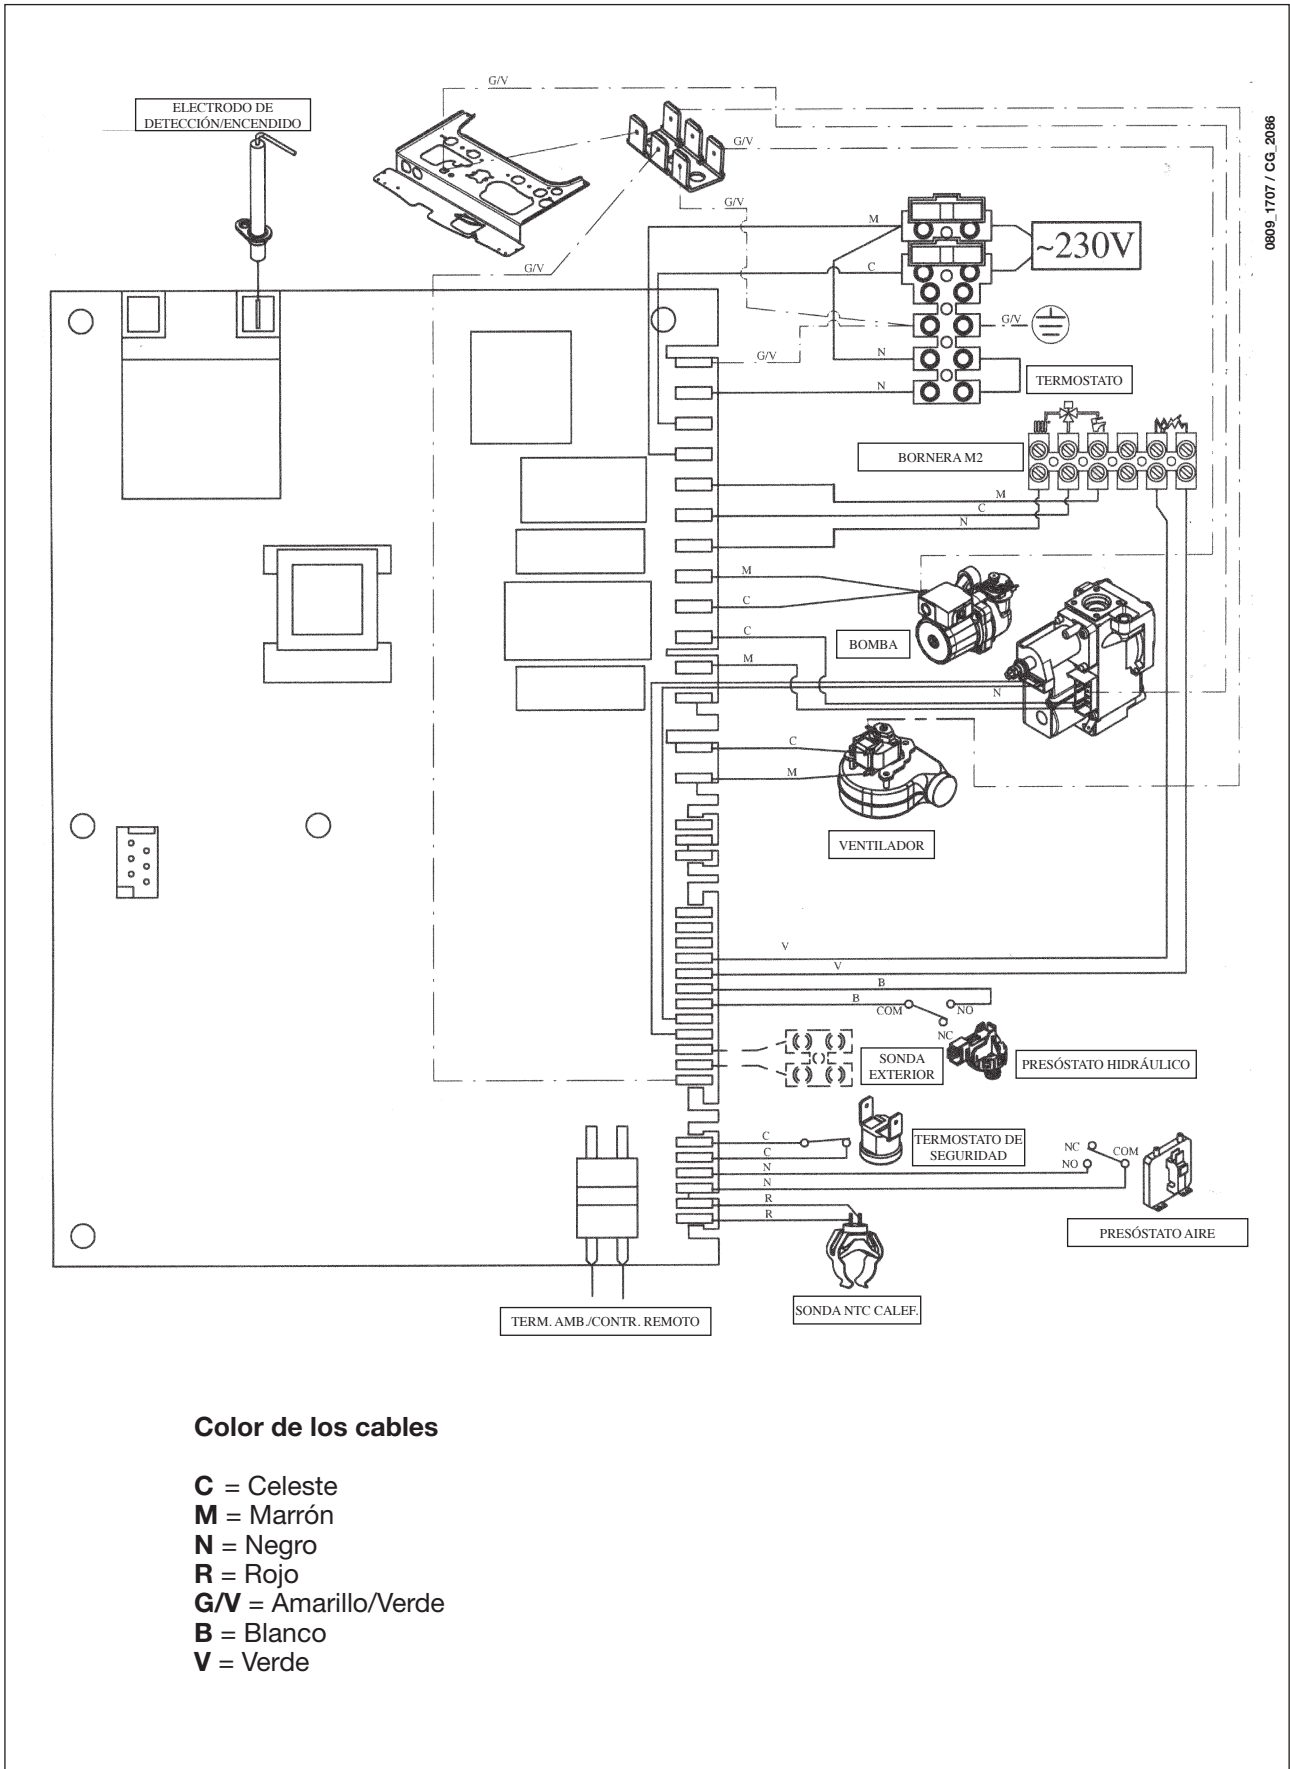 G/V
ELECTRODO DE
DETECCIÓN/ENCENDIDO
0809_1707 / CG_2086
G/V
G/V
M
~230V
G/V
C
G/V
G/V
N
TERMOSTATO
N
BORNERA M2
M
C
N
M
C
BOMBA
C
M
N
C
M
VENTILADOR
V
V
B
B
COM
NO
NC
SONDA
EXTERIOR
PRESÓSTATO HIDRÁULICO
C
TERMOSTATO DE
SEGURIDAD
C
NC
COM
N
NO
N
R
R
PRESÓSTATO AIRE
SONDA NTC CALEF.
TERM. AMB./CONTR. REMOTO
Color de los cables
C = Celeste
M = Marrón
N = Negro
R = Rojo
G/V = Amarillo/Verde
B = Blanco
V = Verde